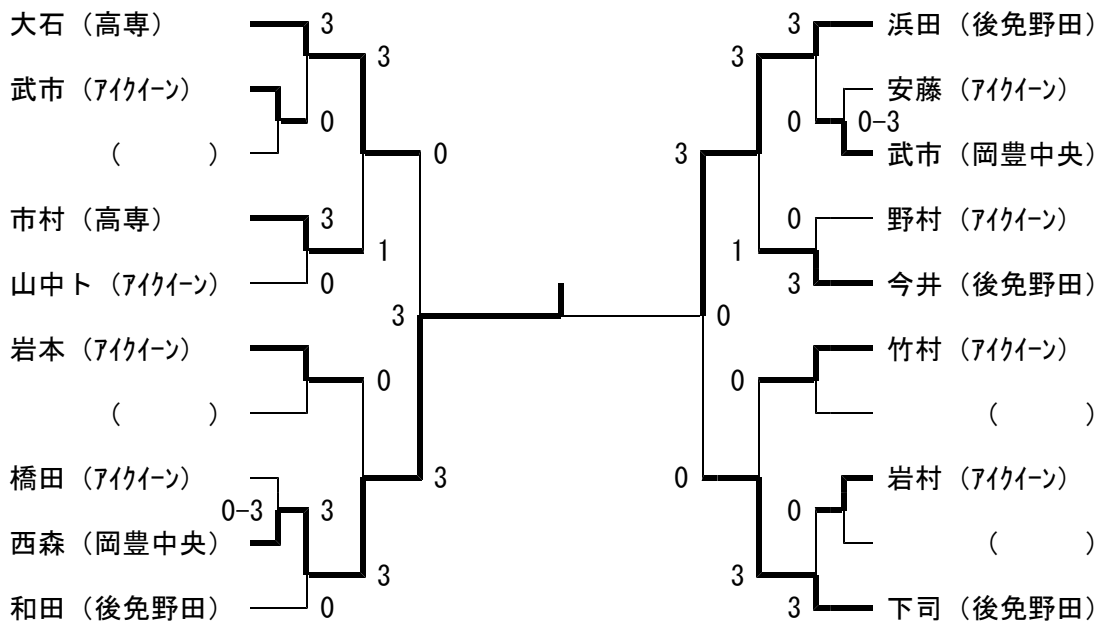 大石（高専） 3 3 浜田（後免野田）
3 3
武市（ｱｲｸｲｰﾝ） 安藤（ｱｲｸｲｰﾝ）
0 0 0-3
（　　　） 0 3 武市（岡豊中央）
市村（高専） 3 0 野村（ｱｲｸｲｰﾝ）
1 1
山中ト（ｱｲｸｲｰﾝ） 0 3 今井（後免野田）
3 0
岩本（ｱｲｸｲｰﾝ） 竹村（ｱｲｸｲｰﾝ）
0 0
（　　　） （　　　）
橋田（ｱｲｸｲｰﾝ） 3 0 岩村（ｱｲｸｲｰﾝ）
0-3 3 0
西森（岡豊中央） （　　　）
3 3
和田（後免野田） 0 3 下司（後免野田）